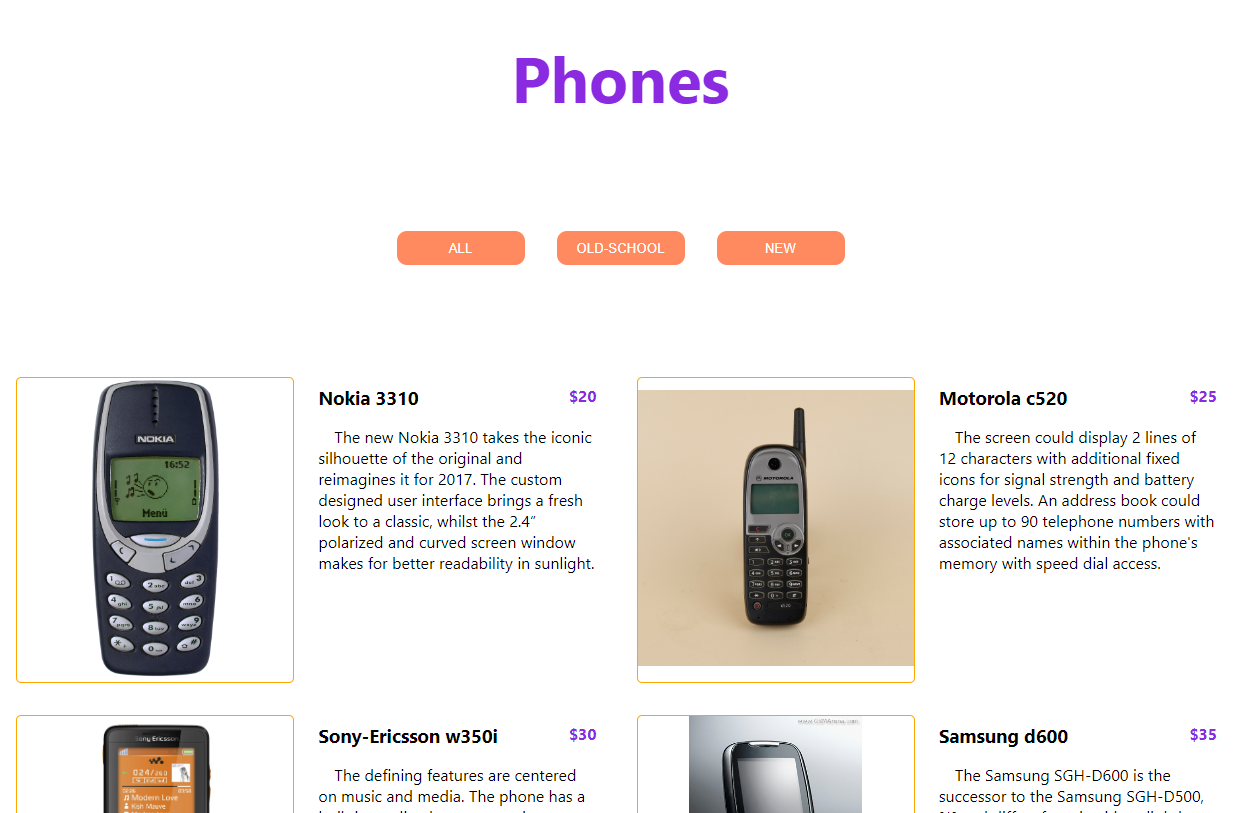 Phones
ALL
OLD-SCHOOL
NEW
NOKIA
16:52
Menü
Nokia 3310
$20
The new Nokia 3310 takes the iconic
silhouette of the original and
reimagines it for 2017. The custom
designed user interface brings a fresh
look to a classic, whilst the 2.4”
polarized and curved screen window
makes for better readability in sunlight.
MOTOROLA
Motorola c520
$25
The screen could display 2 lines of
12 characters with additional fixed
icons for signal strength and battery
charge levels. An address book could
store up to 90 telephone numbers with
associated names within the phone's
memory with speed dial access.
Sony Ericsson
024/260
Modern Love
Kish Mauve
Sony-Ericsson w350i
$30
The defining features are centered
on music and media. The phone has a
www.GSMArena.com
Samsung d600
$35
The Samsung SGH-D600 is the
successor to the Samsung SGH-D500,